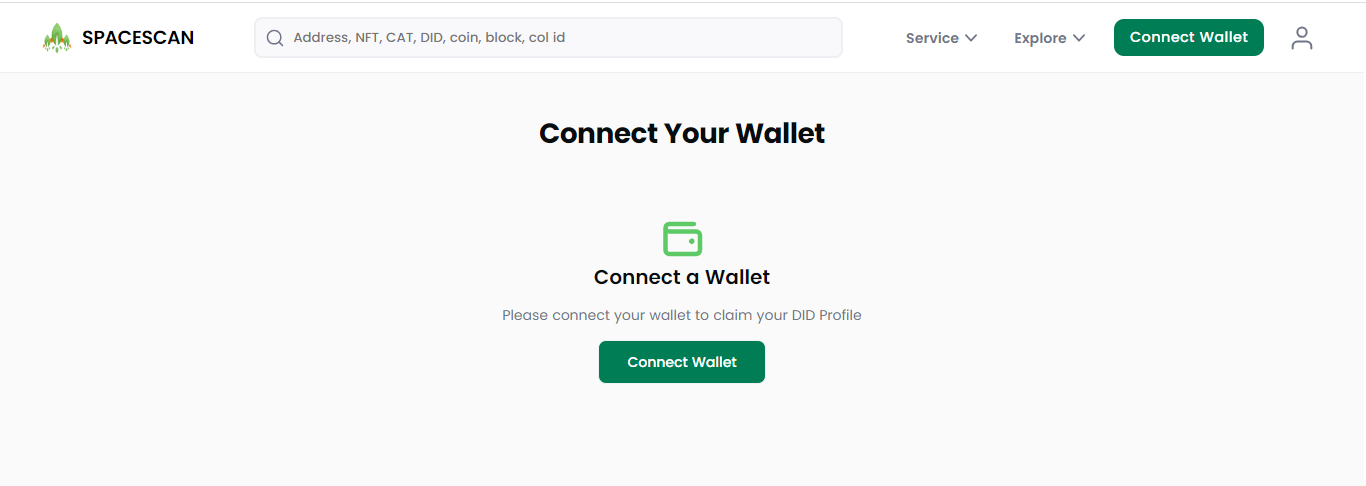 SPACESCAN
Address, NFT, CAT, DID, coin, block, col id
Service
Explore
Connect Wallet
Connect Your Wallet
Connect a Wallet
Please connect your wallet to claim your DID Profile
Connect Wallet